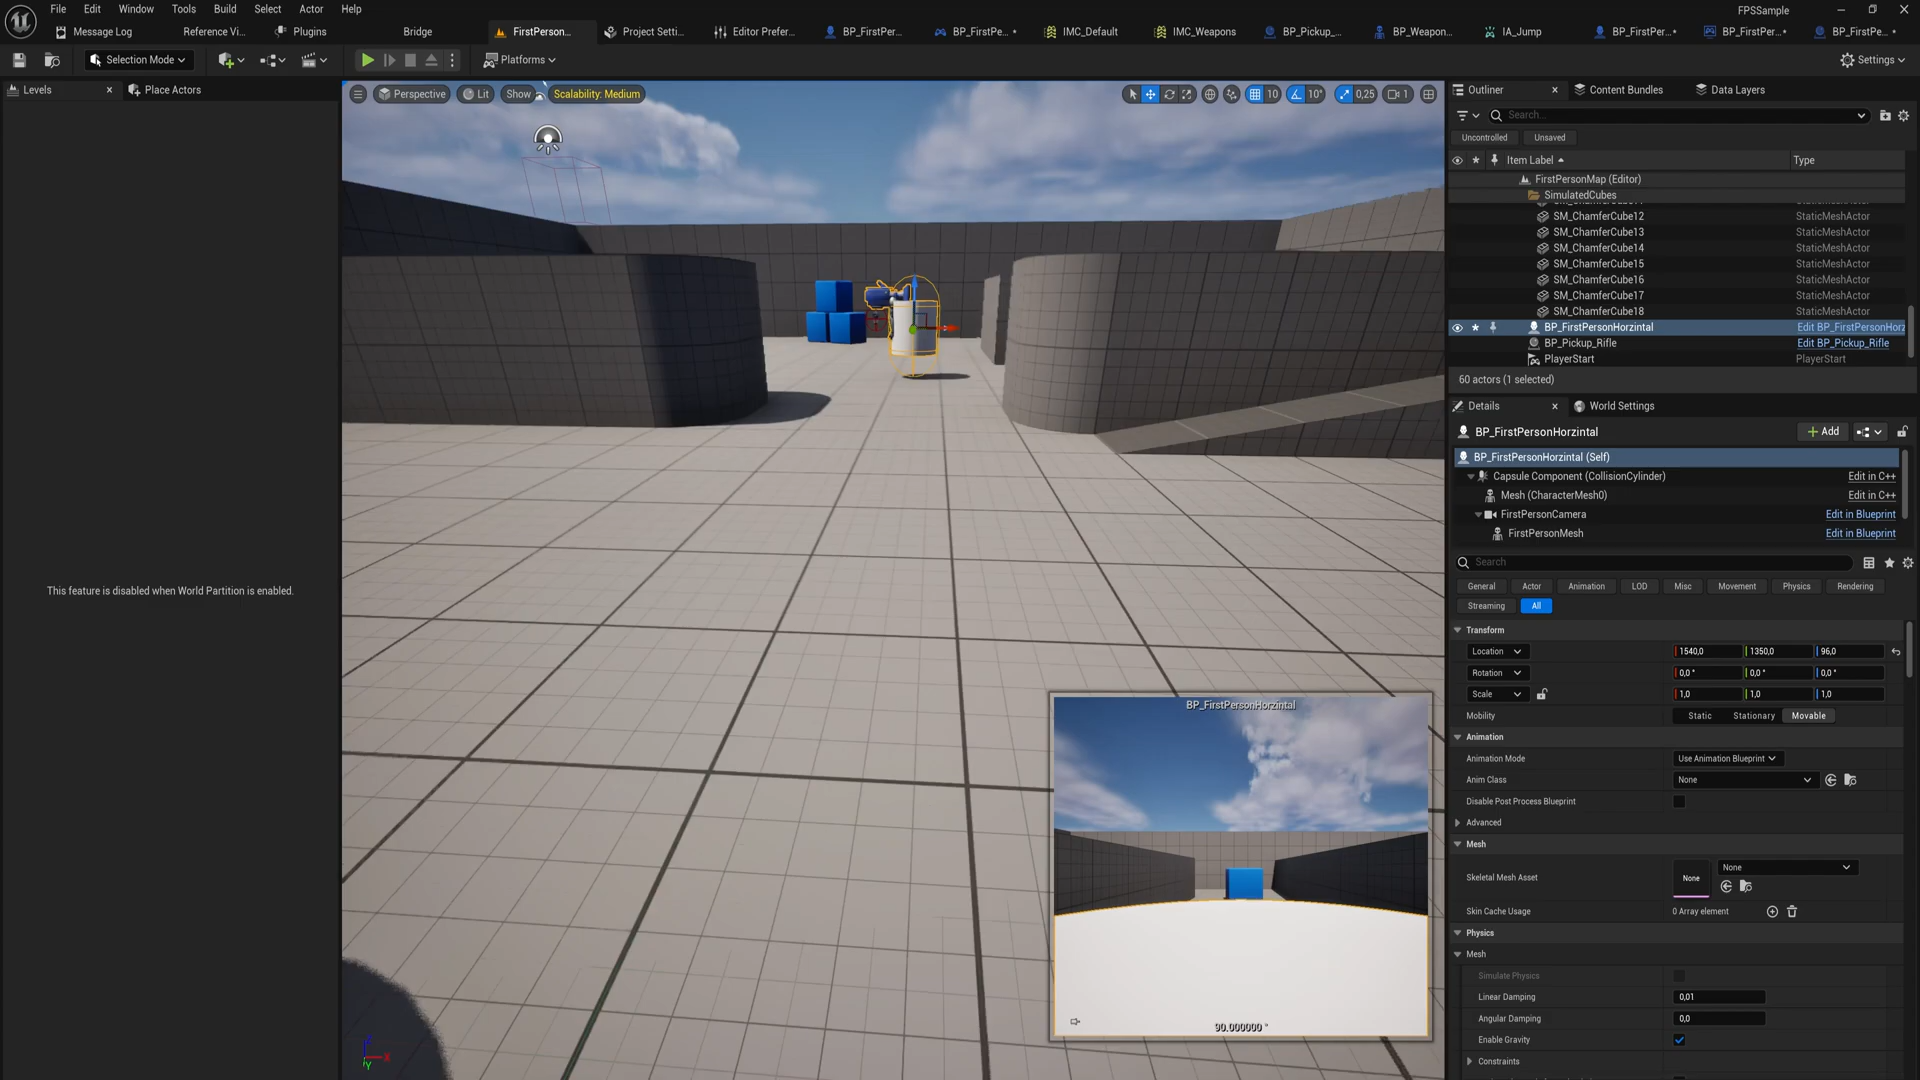 File Edit Window Tools Build Select Actor Help
FPSSample
Message Log Reference Vi... Plugins Bridge FirstPerson... Project Setti... Editor Prefer... BP_FirstPer... BP_FirstPe... * IMC_Default IMC_Weapons BP_Pickup_... BP_Weapon... IA_Jump BP_FirstPer... * BP_FirstPer... * BP_FirstPe... *
Selection Mode Platforms Settings
Levels Place Actors
Perspective Lit Show Scalability: Medium 10 10° 0,25 1
This feature is disabled when World Partition is enabled.
BP_FirstPersonHorzintal
90.000000 °
Z
X
Y
Outliner Content Bundles Data Layers
Search...
Uncontrolled Unsaved
Item Label Type
FirstPersonMap (Editor)
SimulatedCubes
SM_ChamferCube12 StaticMeshActor
SM_ChamferCube13 StaticMeshActor
SM_ChamferCube14 StaticMeshActor
SM_ChamferCube15 StaticMeshActor
SM_ChamferCube16 StaticMeshActor
SM_ChamferCube17 StaticMeshActor
SM_ChamferCube18 StaticMeshActor
BP_FirstPersonHorzintal Edit BP_FirstPersonHorz
BP_Pickup_Rifle Edit BP_Pickup_Rifle
PlayerStart PlayerStart
60 actors (1 selected)
Details World Settings
BP_FirstPersonHorzintal + Add
BP_FirstPersonHorzintal (Self)
Capsule Component (CollisionCylinder) Edit in C++
Mesh (CharacterMesh0) Edit in C++
FirstPersonCamera Edit in Blueprint
FirstPersonMesh Edit in Blueprint
Search
General Actor Animation LOD Misc Movement Physics Rendering
Streaming All
Transform
Location 1540,0 1350,0 96,0
Rotation 0,0 ° 0,0 ° 0,0 °
Scale 1,0 1,0 1,0
Mobility Static Stationary Movable
Animation
Animation Mode Use Animation Blueprint
Anim Class None
Disable Post Process Blueprint
Advanced
Mesh
Skeletal Mesh Asset None None
Skin Cache Usage 0 Array element
Physics
Mesh
Simulate Physics
Linear Damping 0,01
Angular Damping 0,0
Enable Gravity
Constraints